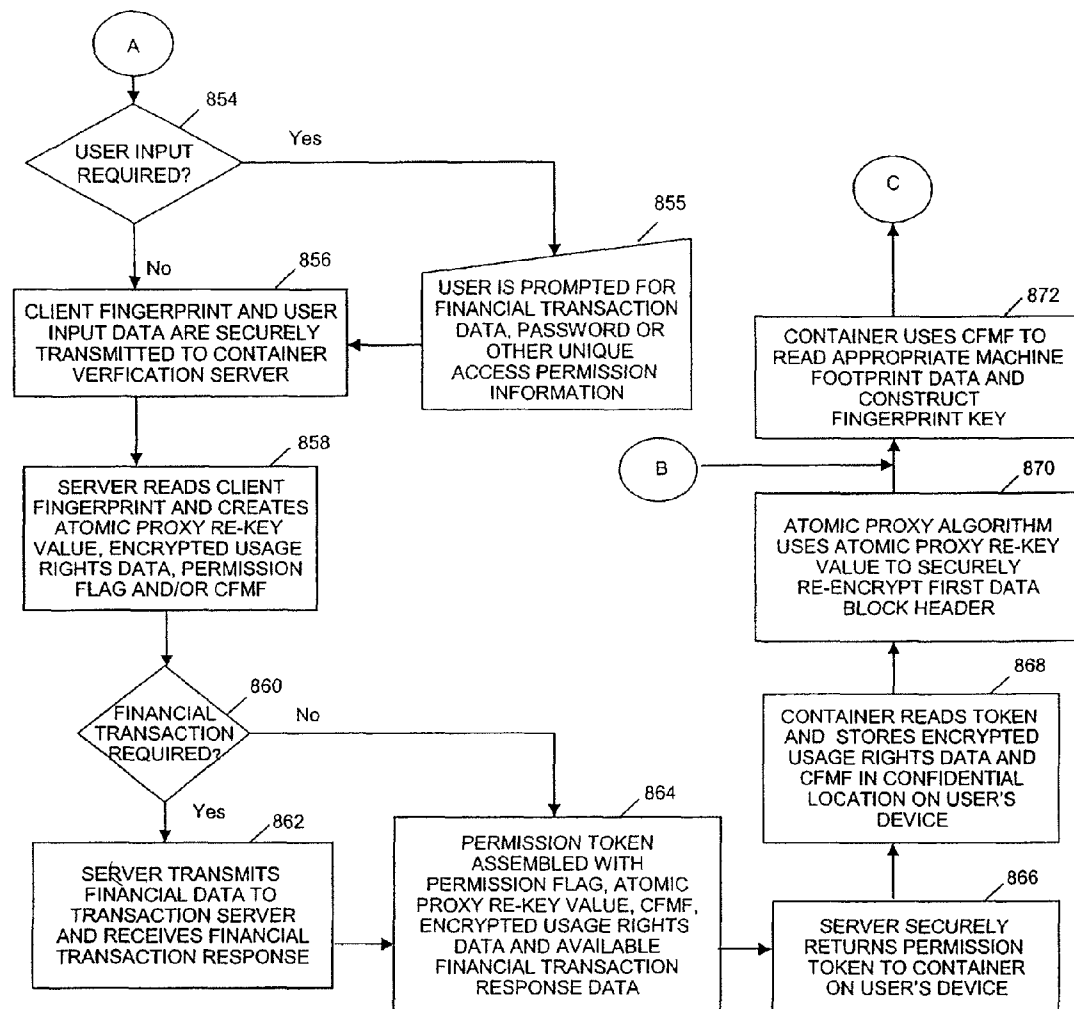 A
854
USER INPUT
REQUIRED?
Yes
No
855
USER IS PROMPTED FOR
FINANCIAL TRANSACTION
DATA, PASSWORD OR
OTHER UNIQUE
ACCESS PERMISSION
INFORMATION
856
CLIENT FINGERPRINT AND USER
INPUT DATA ARE SECURELY
TRANSMITTED TO CONTAINER
VERFICATION SERVER
858
SERVER READS CLIENT
FINGERPRINT AND CREATES
ATOMIC PROXY RE-KEY
VALUE, ENCRYPTED USAGE
RIGHTS DATA, PERMISSION
FLAG AND/OR CFMF
860
FINANCIAL
TRANSACTION
REQUIRED?
No
Yes
862
SERVER TRANSMITS
FINANCIAL DATA TO
TRANSACTION SERVER
AND RECEIVES FINANCIAL
TRANSACTION RESPONSE
864
PERMISSION TOKEN
ASSEMBLED WITH
PERMISSION FLAG, ATOMIC
PROXY RE-KEY VALUE, CFMF,
ENCRYPTED USAGE RIGHTS
DATA AND AVAILABLE
FINANCIAL TRANSACTION
RESPONSE DATA
866
SERVER SECURELY
RETURNS PERMISSION
TOKEN TO CONTAINER
ON USER'S DEVICE
868
CONTAINER READS TOKEN
AND STORES ENCRYPTED
USAGE RIGHTS DATA AND
CFMF IN CONFIDENTIAL
LOCATION ON USER'S
DEVICE
870
ATOMIC PROXY ALGORITHM
USES ATOMIC PROXY RE-KEY
VALUE TO SECURELY
RE-ENCRYPT FIRST DATA
BLOCK HEADER
B
872
CONTAINER USES CFMF TO
READ APPROPRIATE MACHINE
FOOTPRINT DATA AND
CONSTRUCT
FINGERPRINT KEY
C